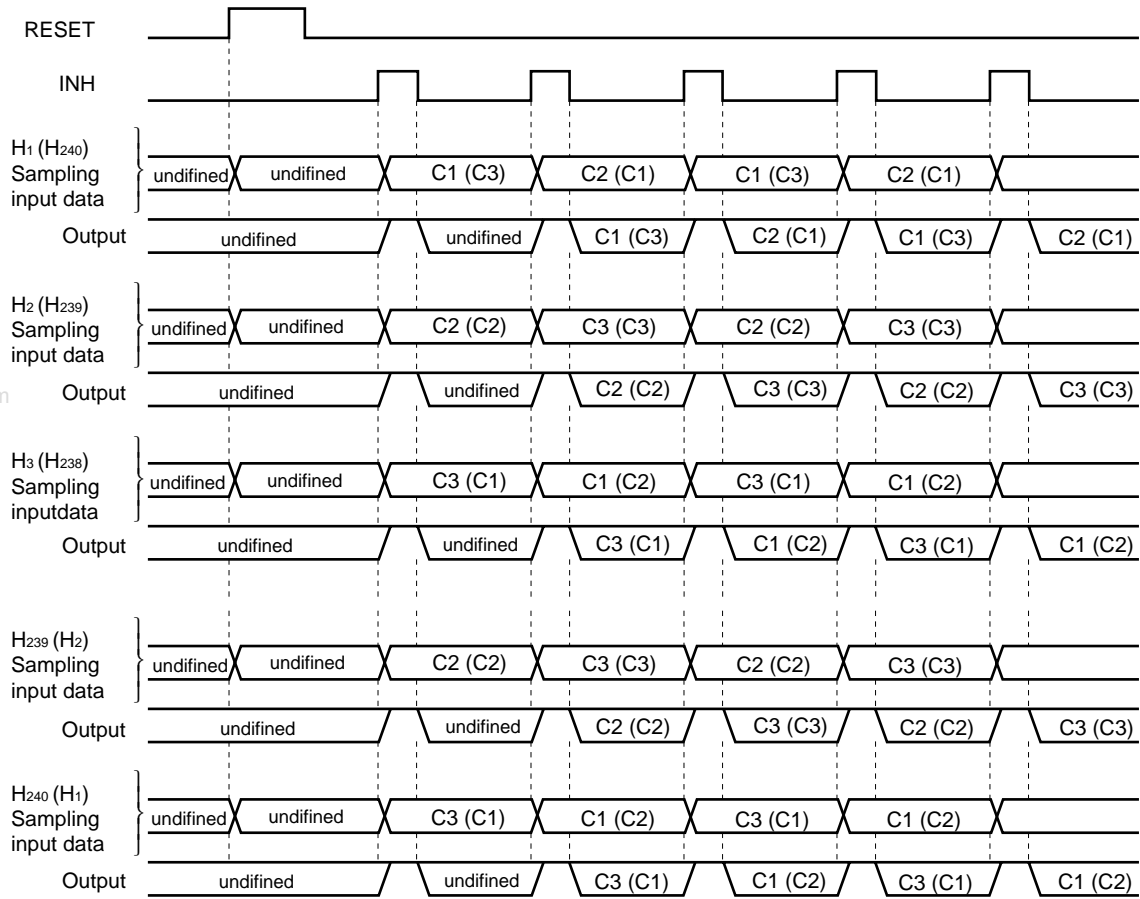 RESET
INH
H1 (H240)
Sampling
input data
undifined undifined C1 (C3) C2 (C1) C1 (C3) C2 (C1)
Output undifined undifined C1 (C3) C2 (C1) C1 (C3) C2 (C1)
H2 (H239)
Sampling
input data
undifined undifined C2 (C2) C3 (C3) C2 (C2) C3 (C3)
m
Output undifined undifined C2 (C2) C3 (C3) C2 (C2) C3 (C3)
H3 (H238)
Sampling
inputdata
undifined undifined C3 (C1) C1 (C2) C3 (C1) C1 (C2)
Output undifined undifined C3 (C1) C1 (C2) C3 (C1) C1 (C2)
H239 (H2)
Sampling
input data
undifined undifined C2 (C2) C3 (C3) C2 (C2) C3 (C3)
Output undifined undifined C2 (C2) C3 (C3) C2 (C2) C3 (C3)
H240 (H1)
Sampling
input data
undifined undifined C3 (C1) C1 (C2) C3 (C1) C1 (C2)
Output undifined undifined C3 (C1) C1 (C2) C3 (C1) C1 (C2)